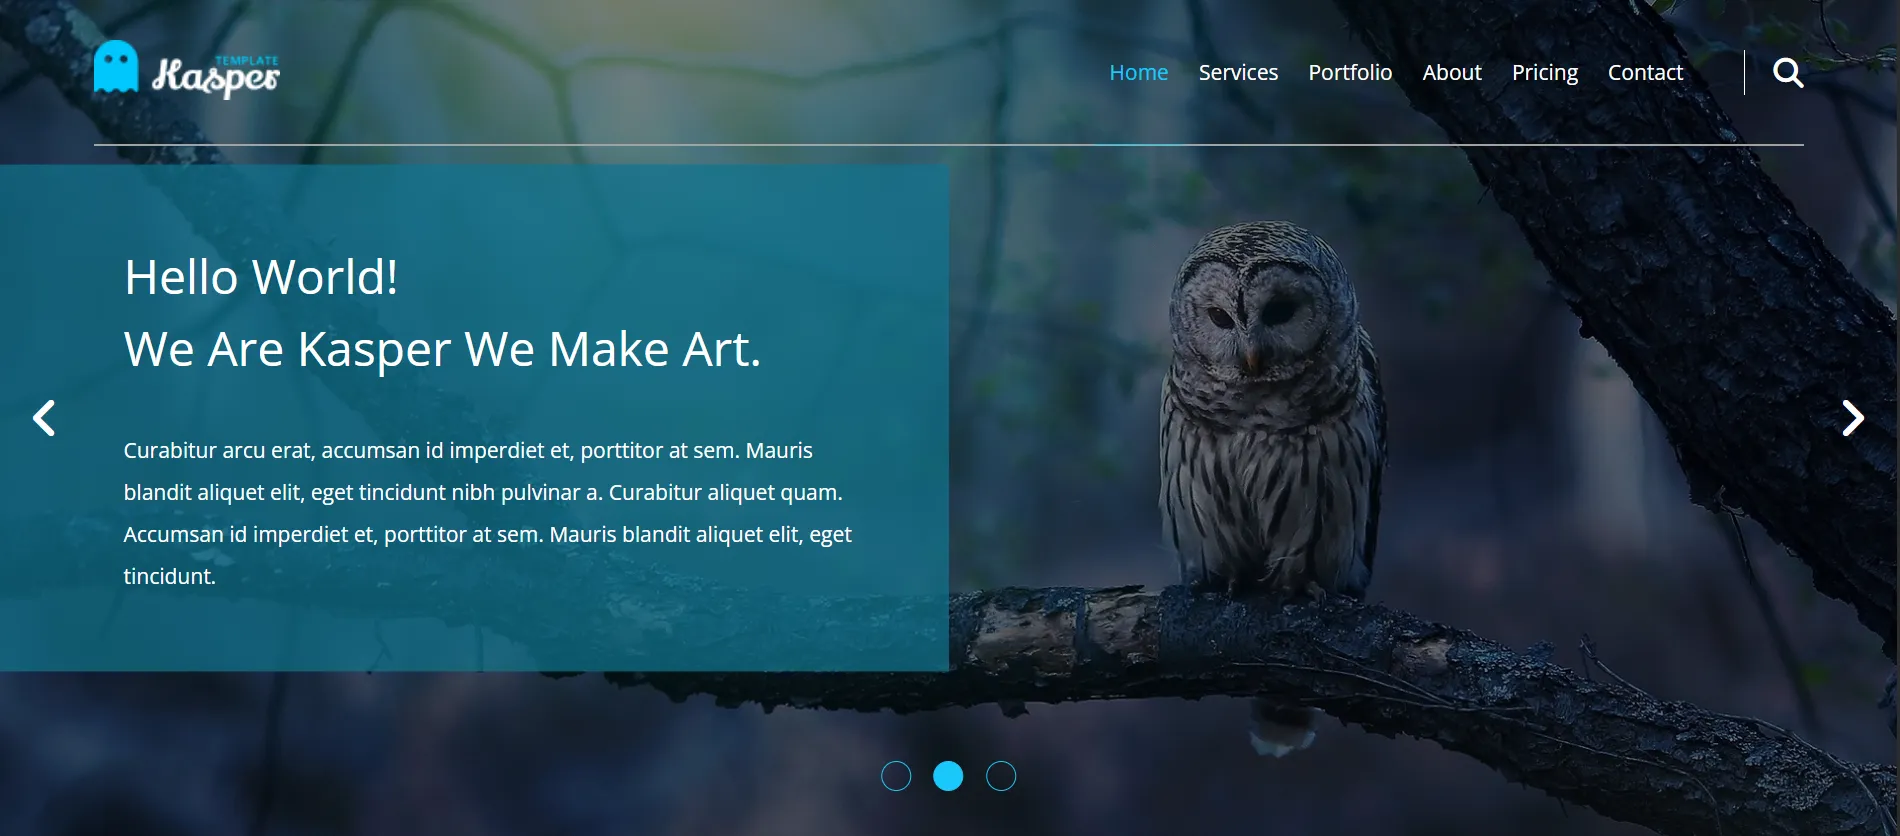 TEMPLATE
Kasper
Home Services Portfolio About Pricing Contact
Hello World!
We Are Kasper We Make Art.
Curabitur arcu erat, accumsan id imperdiet et, porttitor at sem. Mauris
blandit aliquet elit, eget tincidunt nibh pulvinar a. Curabitur aliquet quam.
Accumsan id imperdiet et, porttitor at sem. Mauris blandit aliquet elit, eget
tincidunt.